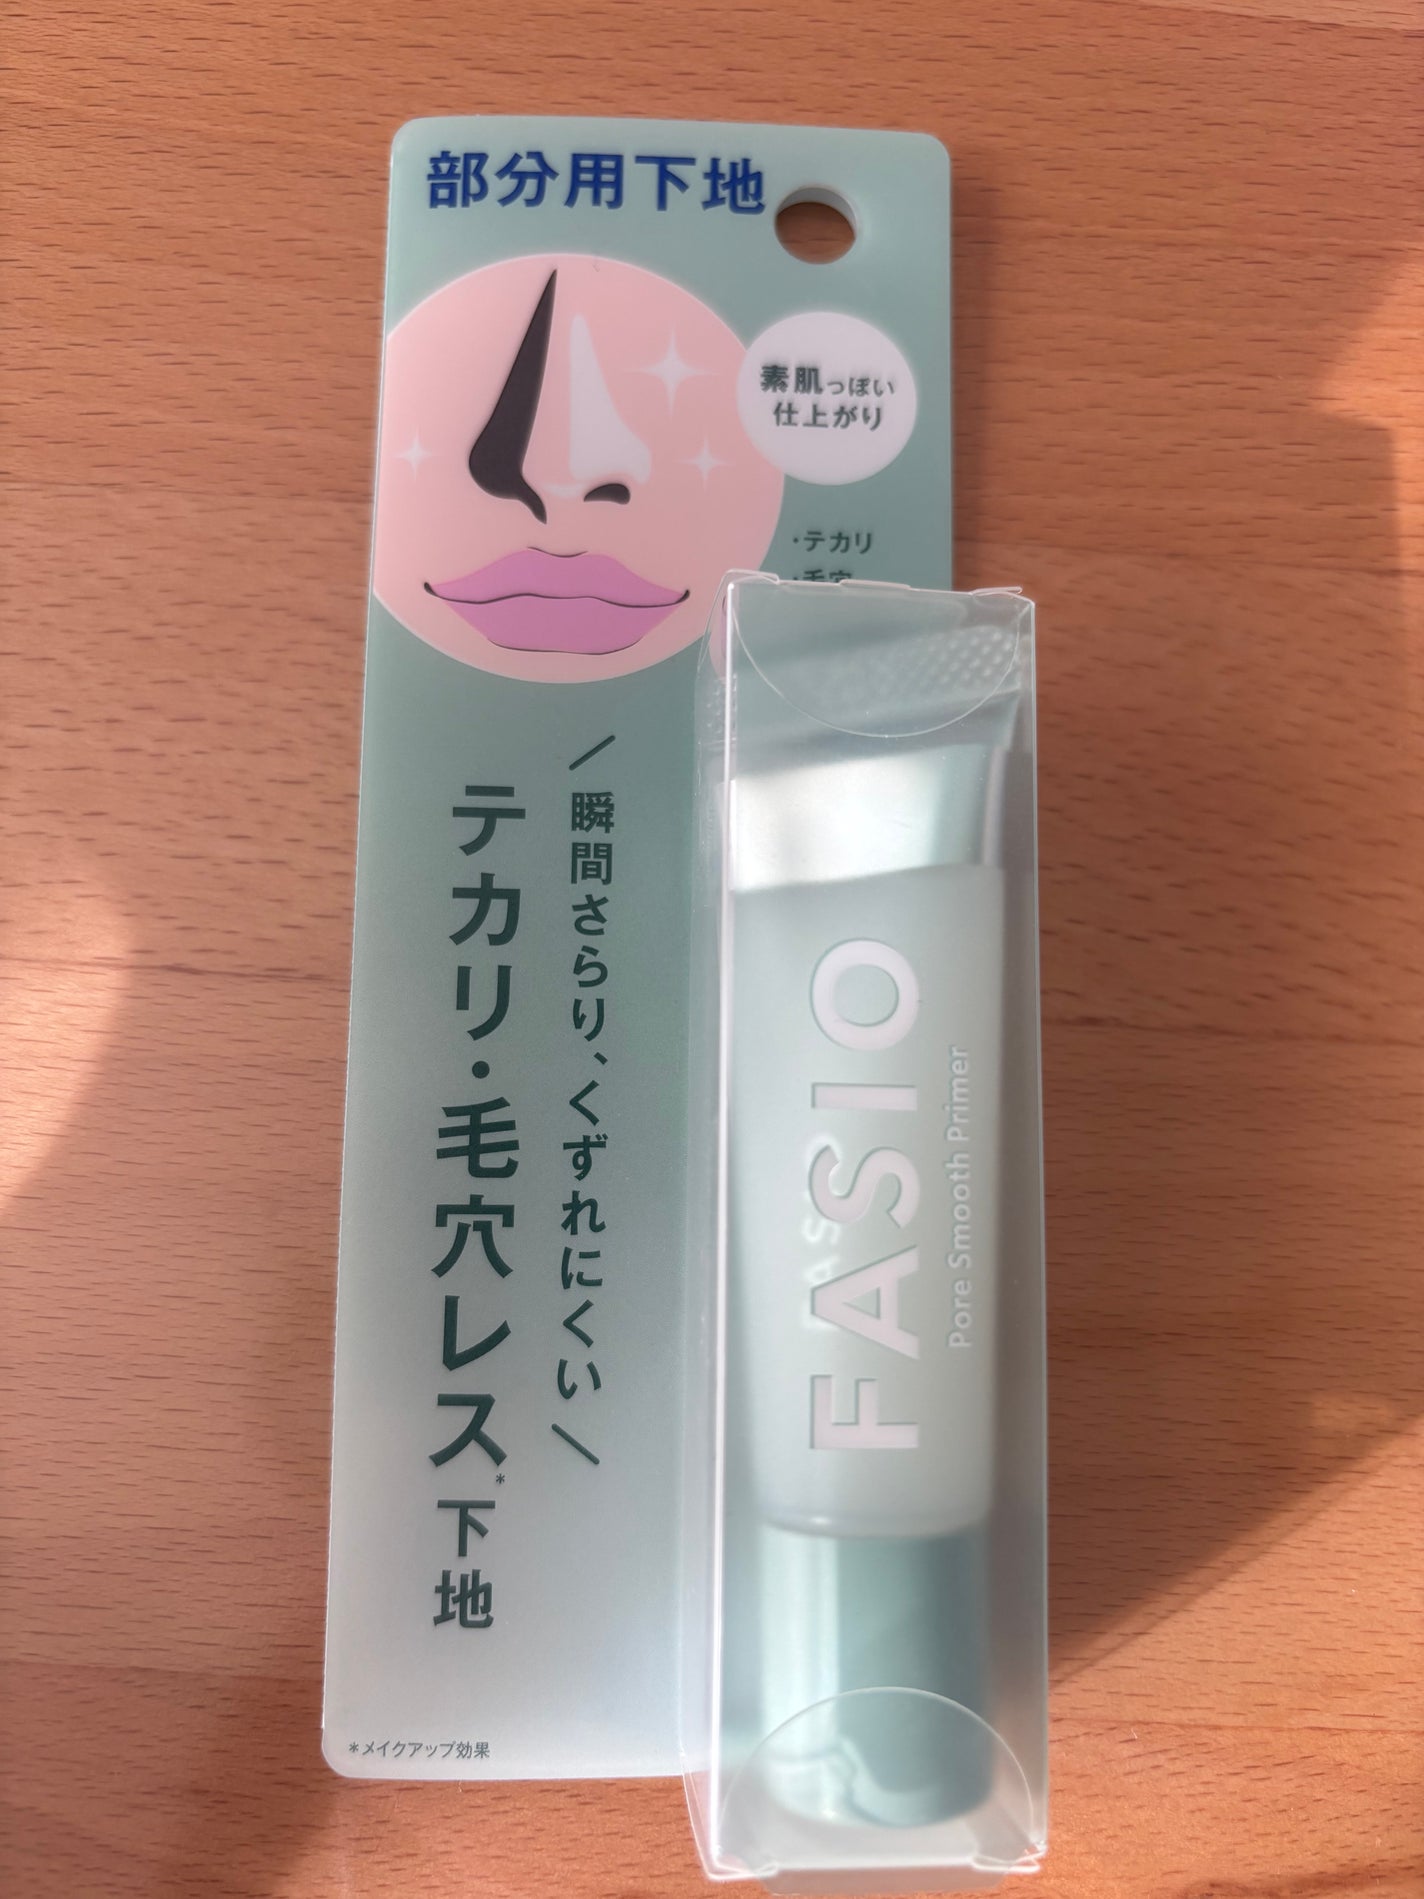 部分用下地
素肌っぽい
仕上がり
・テカリ
・毛穴
＼瞬間さらり、くずれにくい／
テカリ・毛穴レス*下地
FASIO
Pore Smooth Primer
*メイクアップ効果